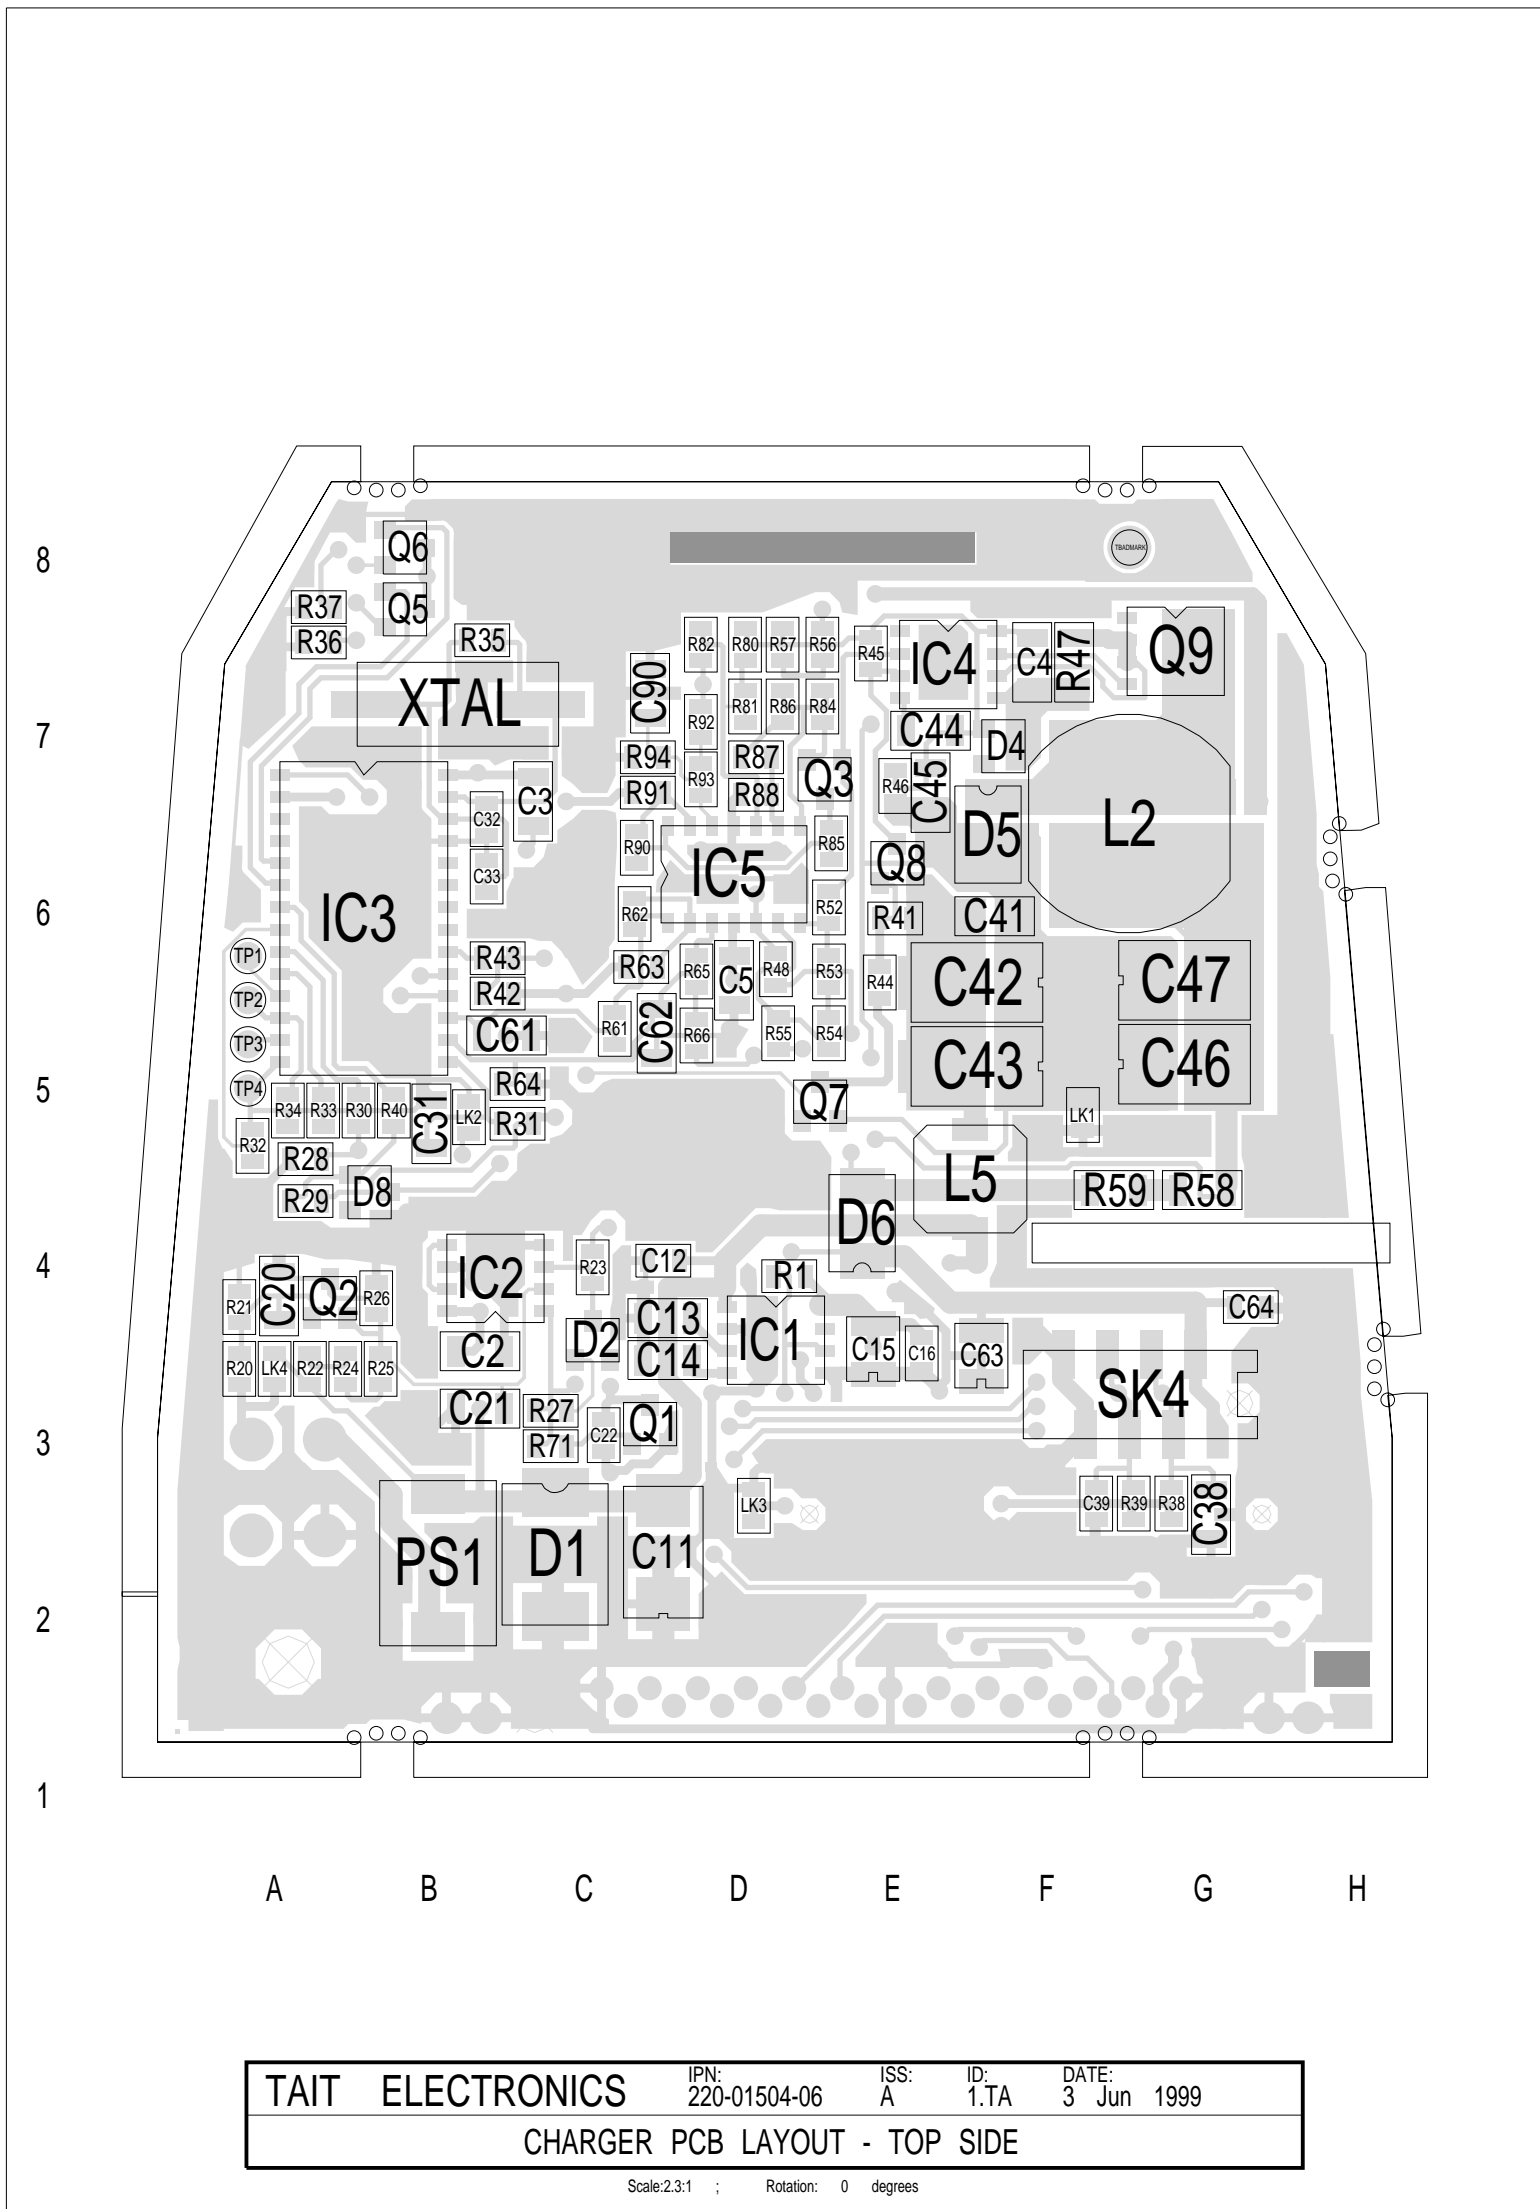 8
Q6
TBADMARK
R37
Q5
R36
R35
R82
R80
R57
R56
R45
IC4
C4
R47
Q9
XTAL
C90
R92
R81
R86
R84
7
C44
D4
R94
R87
R93
Q3
R46
C45
R91
R88
C3
C32
L2
D5
R90
IC5
R85
Q8
C33
6
IC3
R62
R52
R41
C41
TP1
R43
R63
R65
C5
R48
R53
R44
C42
C47
TP2
R42
C61
R61
C62
R66
R55
R54
TP3
C43
C46
5
TP4
R64
R34
R33
R30
R40
C31
LK2
R31
Q7
LK1
R32
R28
R29
D8
L5
R59
R58
D6
4
IC2
R23
C12
R1
R21
C20
Q2
R26
C64
C13
D2
IC1
C15
C16
C63
C2
C14
R20
LK4
R22
R24
R25
SK4
C21
R27
C22
Q1
3
R71
LK3
C39
R39
R38
C38
PS1
D1
C11
2
1
A B C D E F G H
TAIT ELECTRONICS
IPN: ISS: ID: DATE:
220-01504-06 A 1.TA 3 Jun 1999
CHARGER PCB LAYOUT - TOP SIDE
Scale:2.3:1 ; Rotation: 0 degrees